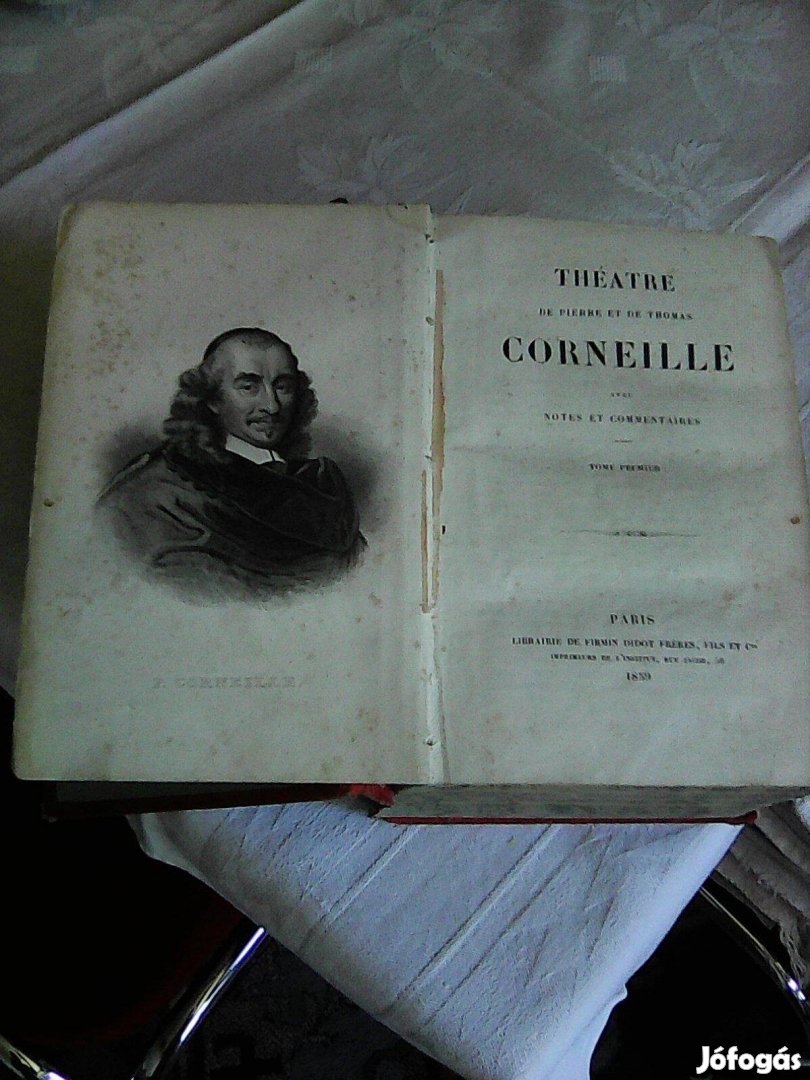 P. CORNEILLE.
THÉATRE
DE PIERRE ET DE THOMAS
CORNEILLE
AVEC
NOTES ET COMMENTAIRES
TOME PREMIER
PARIS
LIBRAIRIE DE FIRMIN DIDOT FRÈRES, FILS ET Cie
IMPRIMEURS DE L'INSTITUT, RUE JACOB, 56
1859
Jófogás